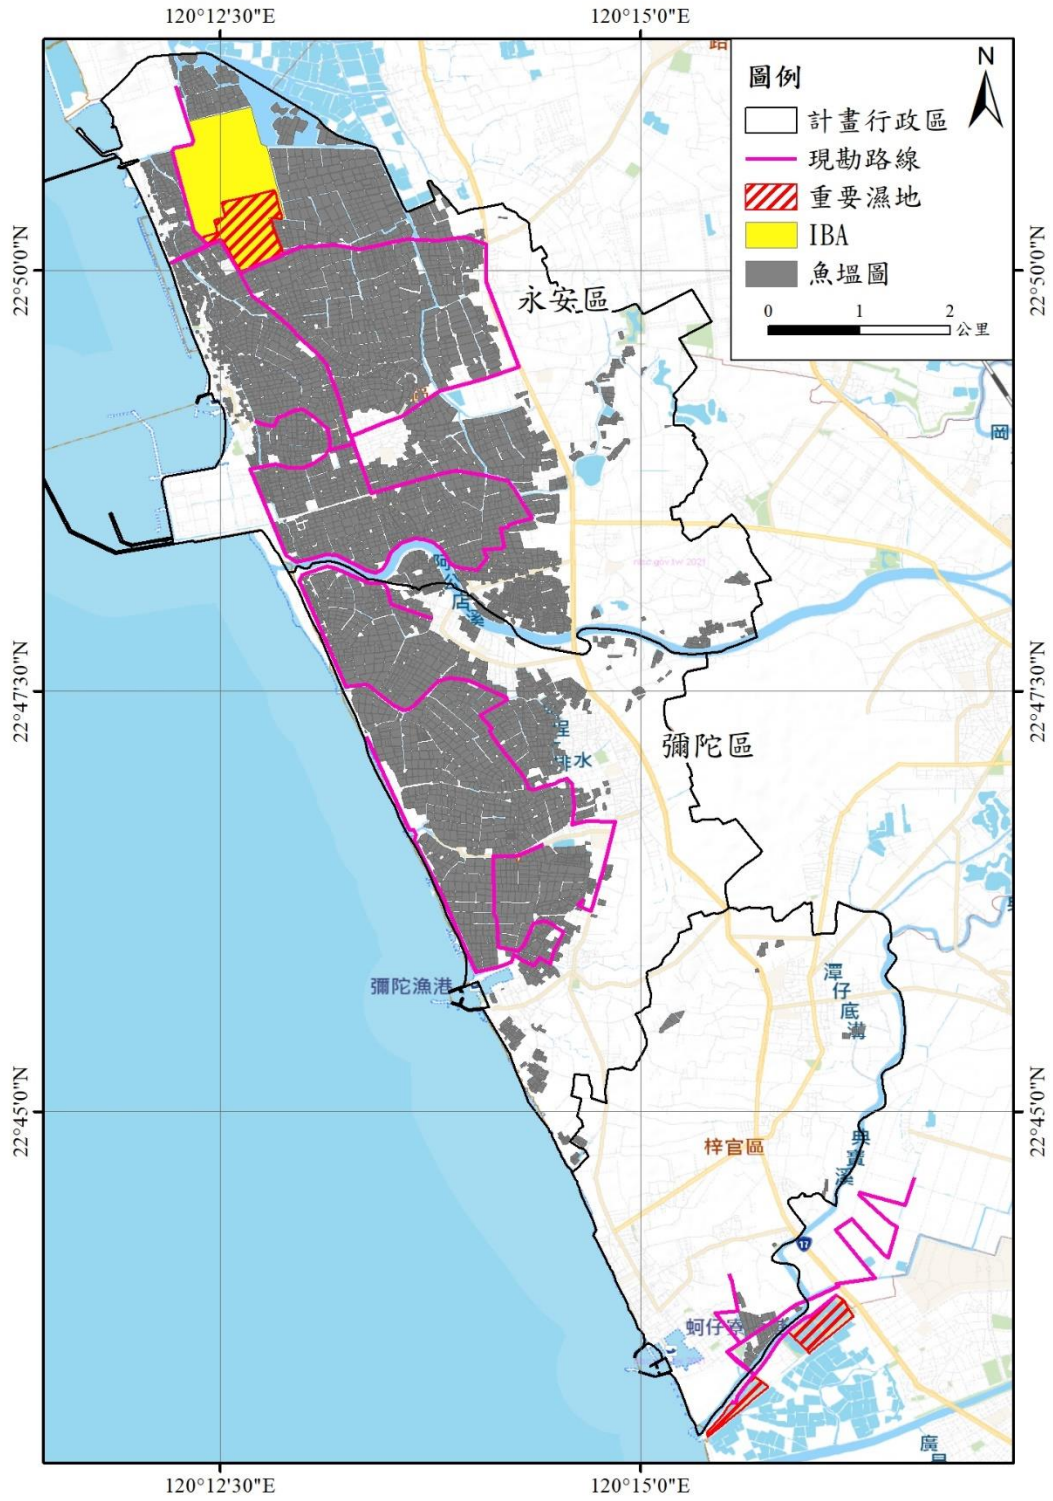 120°12'30"E
120°15'0"E
路
N
圖例
計畫行政區
現勘路線
重要濕地
IBA
魚塭圖
0 1 2
公里
22°50'0"N
22°50'0"N
永安區
岡
阿公店溪
22°47'30"N
22°47'30"N
彌陀區
排水
彌陀漁港
潭仔底溝
22°45'0"N
22°45'0"N
梓官區
典寶溪
17
蚵仔寮
廣
120°12'30"E
120°15'0"E